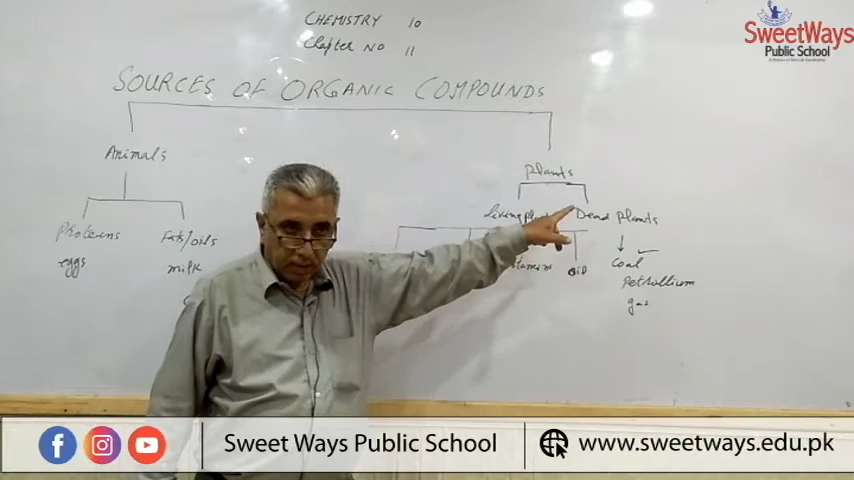 CHEMISTRY 10
Chapter NO 11
SOURCES OF ORGANIC COMPOUNDS
Animals
Plants
Proteins
Fats/oils
Living
Dead Plants
eggs
milk
oil
Coal
Petrollium
gas
SweetWays
Public School
Sweet Ways Public School
www.sweetways.edu.pk